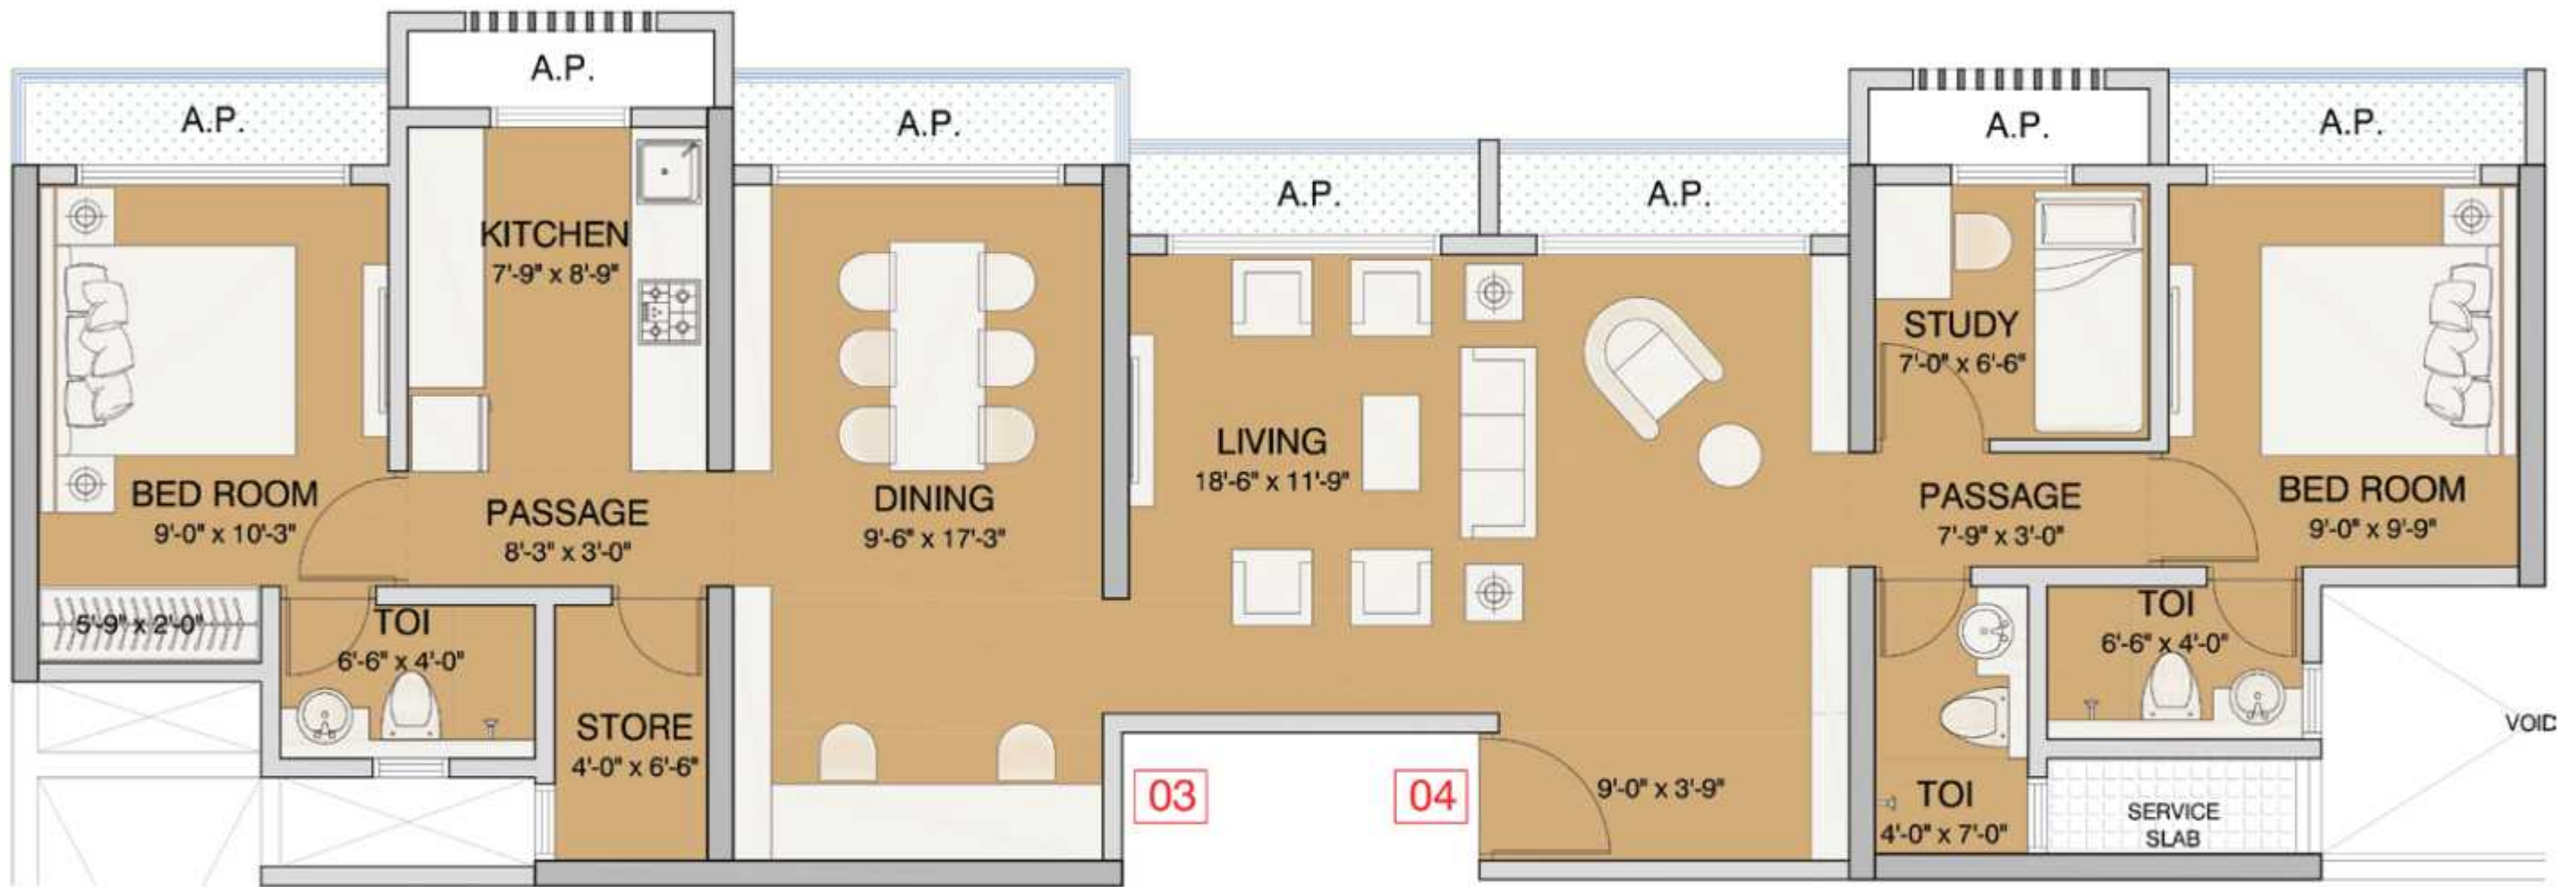 A.P.
A.P.
A.P.
A.P.
A.P.
A.P.
A.P.
KITCHEN
7'-9" x 8'-9"
BED ROOM
9'-0" x 10'-3"
PASSAGE
8'-3" x 3'-0"
DINING
9'-6" x 17'-3"
LIVING
18'-6" x 11'-9"
STUDY
7'-0" x 6'-6"
PASSAGE
7'-9" x 3'-0"
BED ROOM
9'-0" x 9'-9"
5'-9" x 2'-0"
TOI
6'-6" x 4'-0"
STORE
4'-0" x 6'-6"
03
04
9'-0" x 3'-9"
TOI
4'-0" x 7'-0"
TOI
6'-6" x 4'-0"
SERVICE
SLAB
VOID